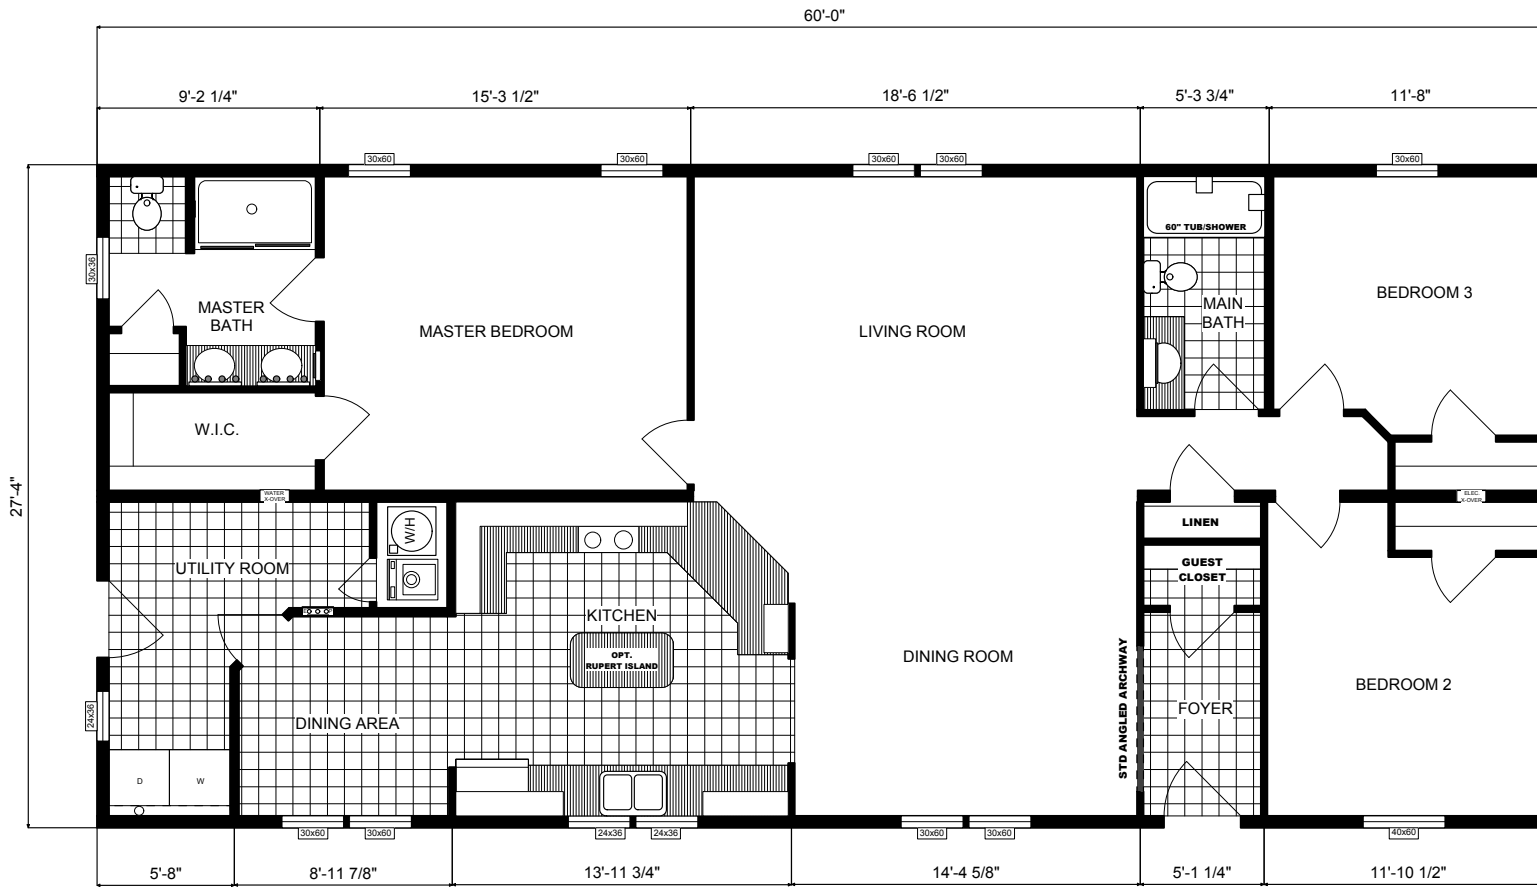 60'-0"
9'-2 1/4"
15'-3 1/2"
18'-6 1/2"
5'-3 3/4"
11'-8"
30x60
30x60
30x60
30x60
30x60
60" TUB/SHOWER
30x36
MASTER
BATH
MASTER BEDROOM
LIVING ROOM
MAIN
BATH
BEDROOM 3
W.I.C.
27'-4"
WATER
X-OVER
ELEC.
X-OVER
W/H
LINEN
UTILITY ROOM
GUEST
CLOSET
KITCHEN
OPT.
RUPERT ISLAND
DINING ROOM
STD ANGLED ARCHWAY
BEDROOM 2
24x36
DINING AREA
FOYER
D
W
30x60
30x60
24x36
24x36
30x60
30x60
40x60
5'-8"
8'-11 7/8"
13'-11 3/4"
14'-4 5/8"
5'-1 1/4"
11'-10 1/2"